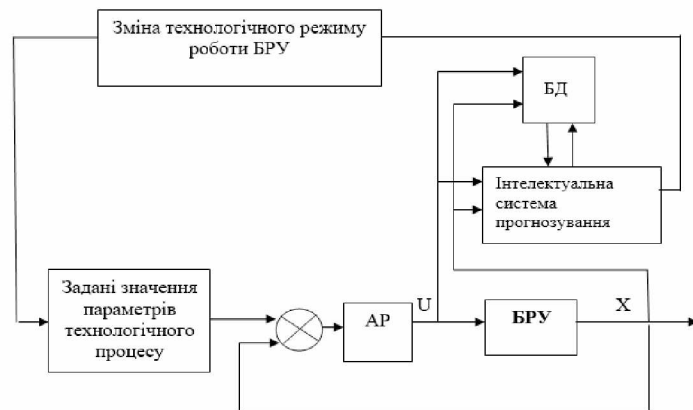 Зміна технологічного режиму
роботи БРУ
БД
Інтелектуальна
система
прогнозування
Задані значення
параметрів
технологічного
процесу
АР
U
БРУ
X